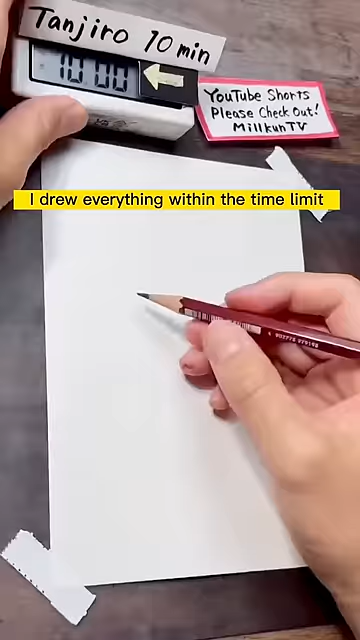 Tanjiro 10 min
10:00
YouTube Shorts
Please Check Out!
MillkunTV
I drew everything within the time limit